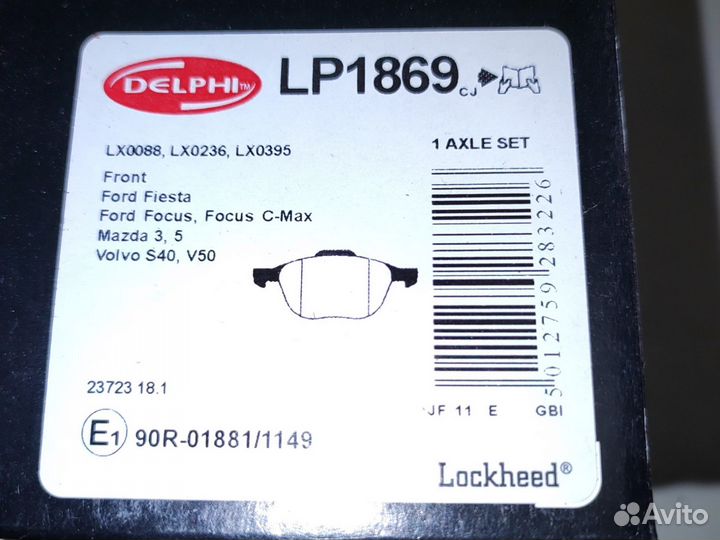 DELPHI™
LP1869 CJ
LX0088, LX0236, LX0395
1 AXLE SET
Front
Ford Fiesta
Ford Focus, Focus C-Max
Mazda 3, 5
Volvo S40, V50
5012759283226
23723 18.1
JF 11 E GBI
E1 90R-01881/1149
Lockheed®
Avito